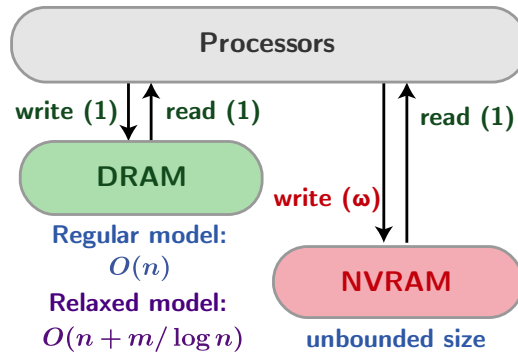 Processors
write (1) read (1)
DRAM
Regular model:
O(n)
Relaxed model:
O(n + m/ log n)
read (1)
write (ω)
NVRAM
unbounded size